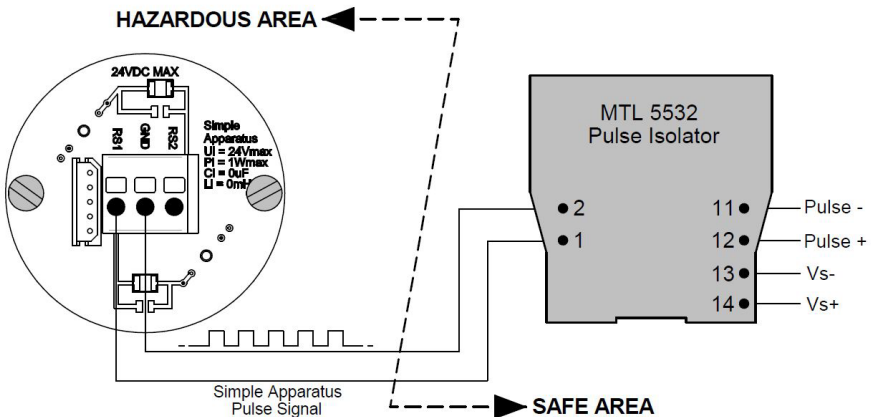 HAZARDOUS AREA
24VDC MAX
RS1
GND
RS2
Simple
Apparatus
Ui = 24Vmax
Pi = 1Wmax
Ci = 0uF
Li = 0mH
MTL 5532
Pulse Isolator
2
1
11
12
13
14
Pulse -
Pulse +
Vs-
Vs+
Simple Apparatus
Pulse Signal
SAFE AREA